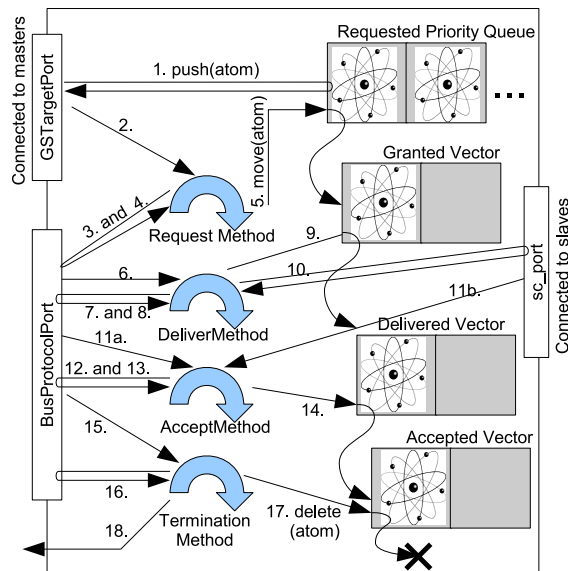 Requested Priority Queue
Connected to masters
GSTargetPort
1. push(atom)
...
2.
5. move(atom)
Granted Vector
3. and 4.
Request Method
9.
6.
10.
7. and 8.
DeliverMethod
11b.
sc_port
Connected to slaves
BusProtocolPort
11a.
Delivered Vector
12. and 13.
AcceptMethod
14.
15.
Accepted Vector
16.
Termination
Method
17. delete
(atom)
18.